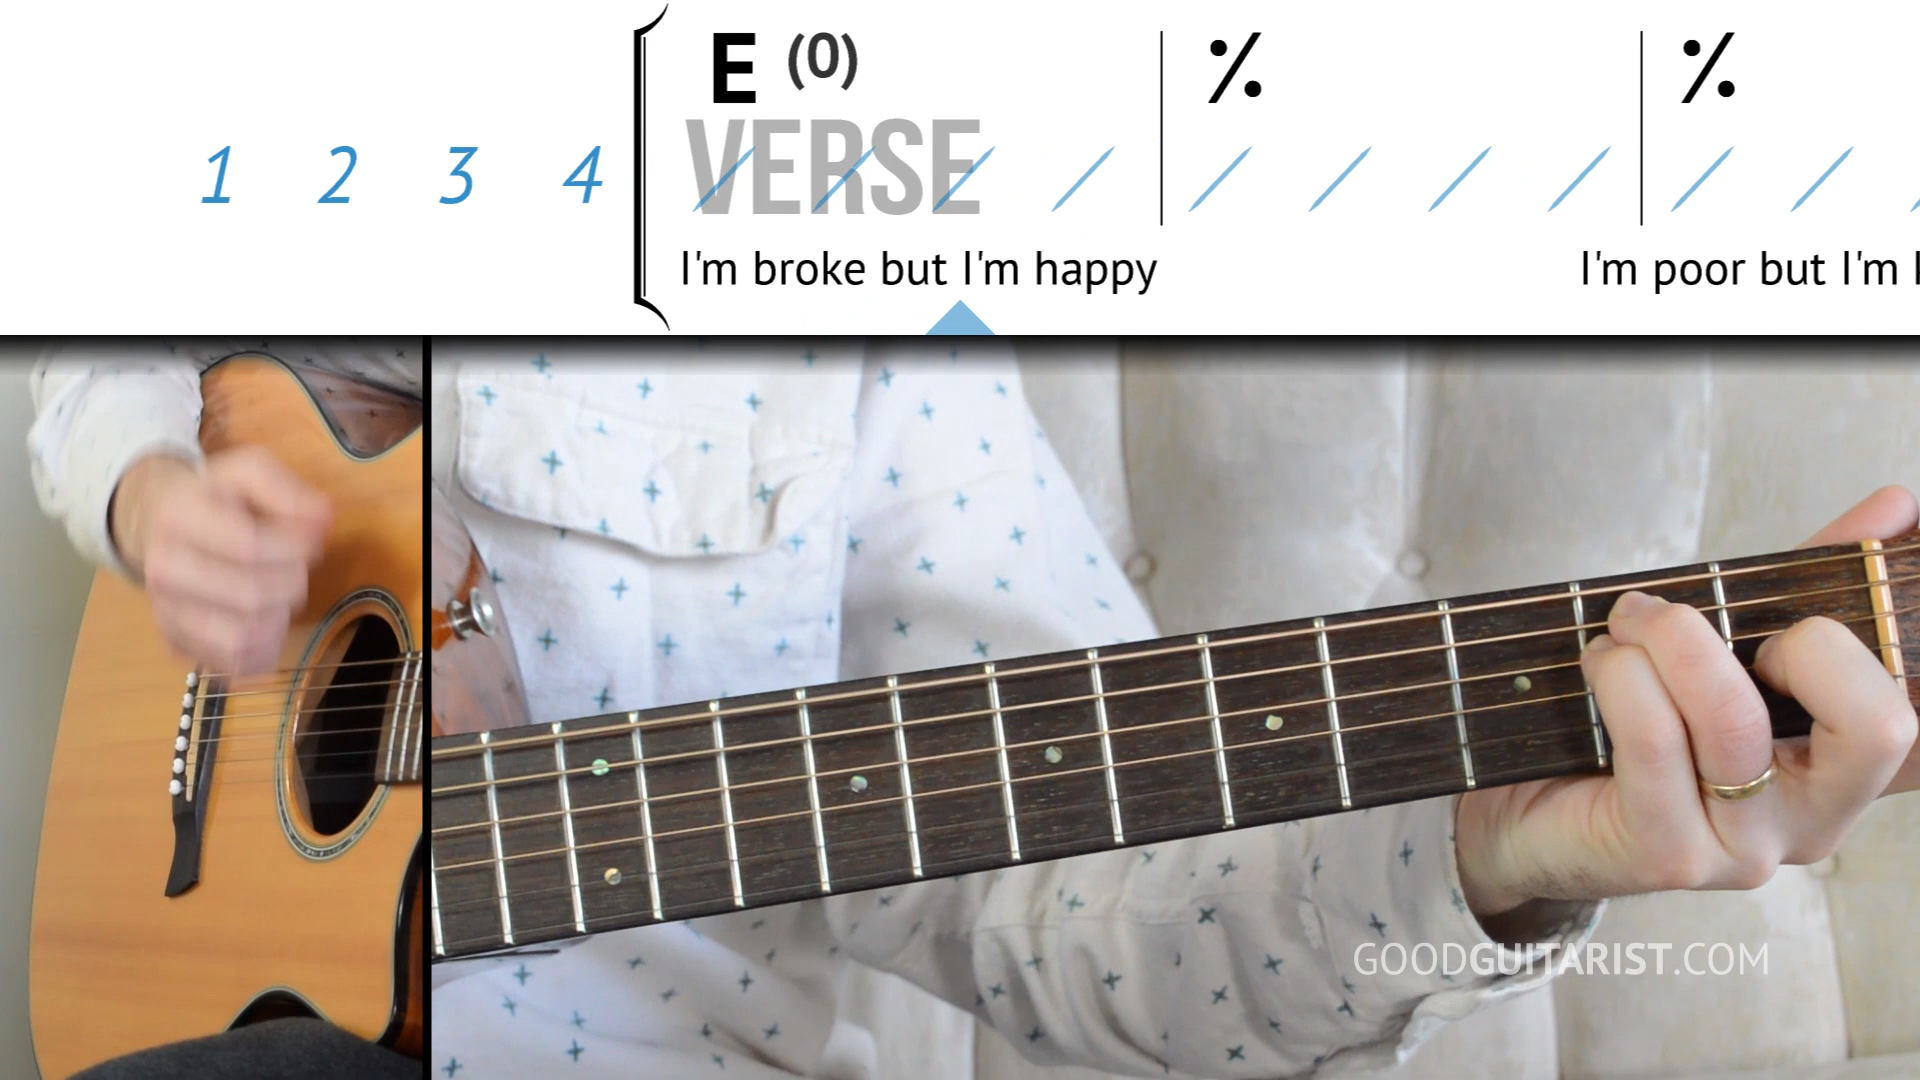 E (0) % %
1 2 3 4 VERSE
I'm broke but I'm happy I'm poor but I'm
GOODGUITARIST.COM